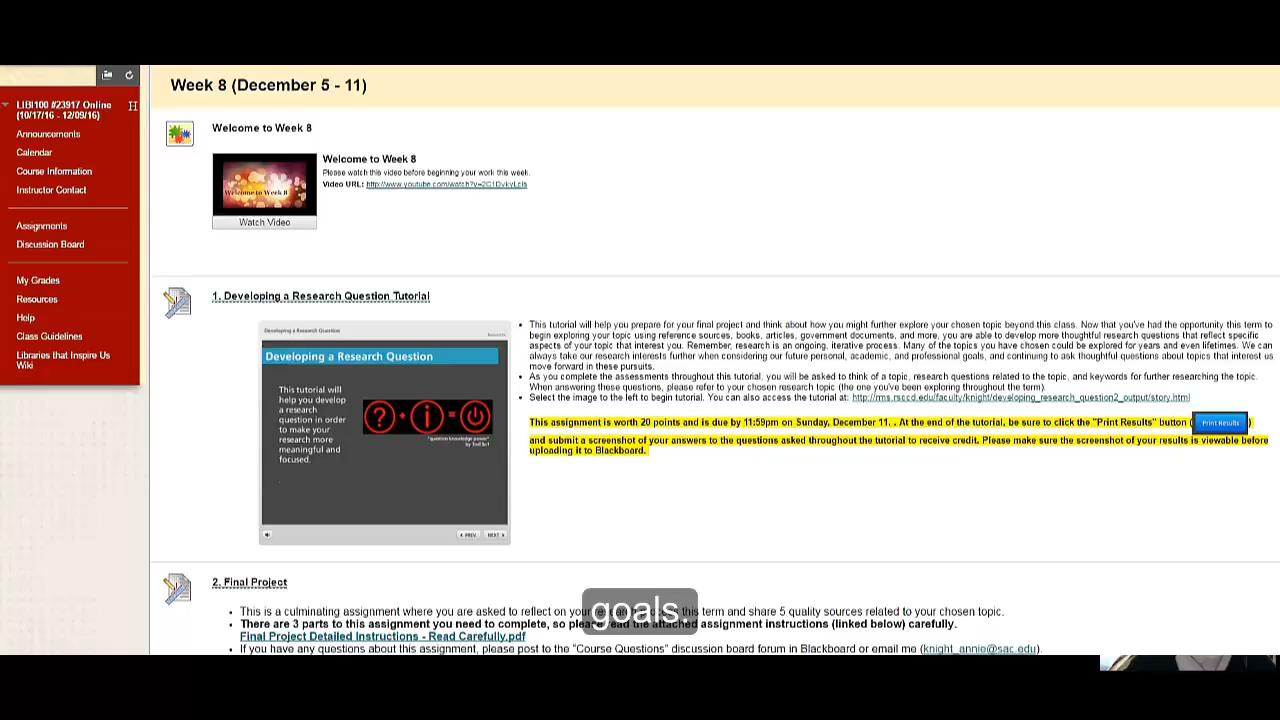 Week 8 (December 5 - 11)
LIBI100 #23917 Online
(10/17/16 - 12/09/16)
Announcements
Calendar
Course Information
Instructor Contact
Assignments
Discussion Board
My Grades
Resources
Help
Class Guidelines
Libraries that Inspire Us
Wiki
Welcome to Week 8
Welcome to Week 8
Watch Video
Welcome to Week 8
Please watch this video before beginning your work this week.
Video URL:
1. Developing a Research Question Tutorial
Developing a Research Question
Developing a Research Question
This tutorial will
help you develop
a research
question in order
to make your
research more
meaningful and
focused.
"question knowledge power"
PREV
NEXT
This tutorial will help you prepare for your final project and think about how you might further explore your chosen topic beyond this class. Now that you've had the opportunity this term to
begin exploring your topic using reference sources, books, articles, government documents, and more, you are able to develop more thoughtful research questions that reflect specific
aspects of your topic that interest you. Remember, research is an ongoing, iterative process. Many of the topics you have chosen could be explored for years and even lifetimes. We can
always take our research interests further when considering our future personal, academic, and professional goals, and continuing to ask thoughtful questions about topics that interest us
move forward in these pursuits.
As you complete the assessments throughout this tutorial, you will be asked to think of a topic, research questions related to the topic, and keywords for further researching the topic.
When answering these questions, please refer to your chosen research topic (the one you've been exploring throughout the term).
Select the image to the left to begin tutorial. You can also access the tutorial at: http://rms.rsccd.edu/faculty/knight/developing_research_question2_output/story.html
This assignment is worth 20 points and is due by 11:59pm on Sunday, December 11. . At the end of the tutorial, be sure to click the "Print Results" button ( Print Results )
and submit a screenshot of your answers to the questions asked throughout the tutorial to receive credit. Please make sure the screenshot of your results is viewable before
uploading it to Blackboard.
2. Final Project
This is a culminating assignment where you are asked to reflect on your this term and share 5 quality sources related to your chosen topic.
There are 3 parts to this assignment you need to complete, so the attached assignment instructions (linked below) carefully.
Final Project Detailed Instructions - Read Carefully.pdf
If you have any questions about this assignment, please post to the "Course Questions" discussion board forum in Blackboard or email me (knight_annie@sac.edu).
goals.